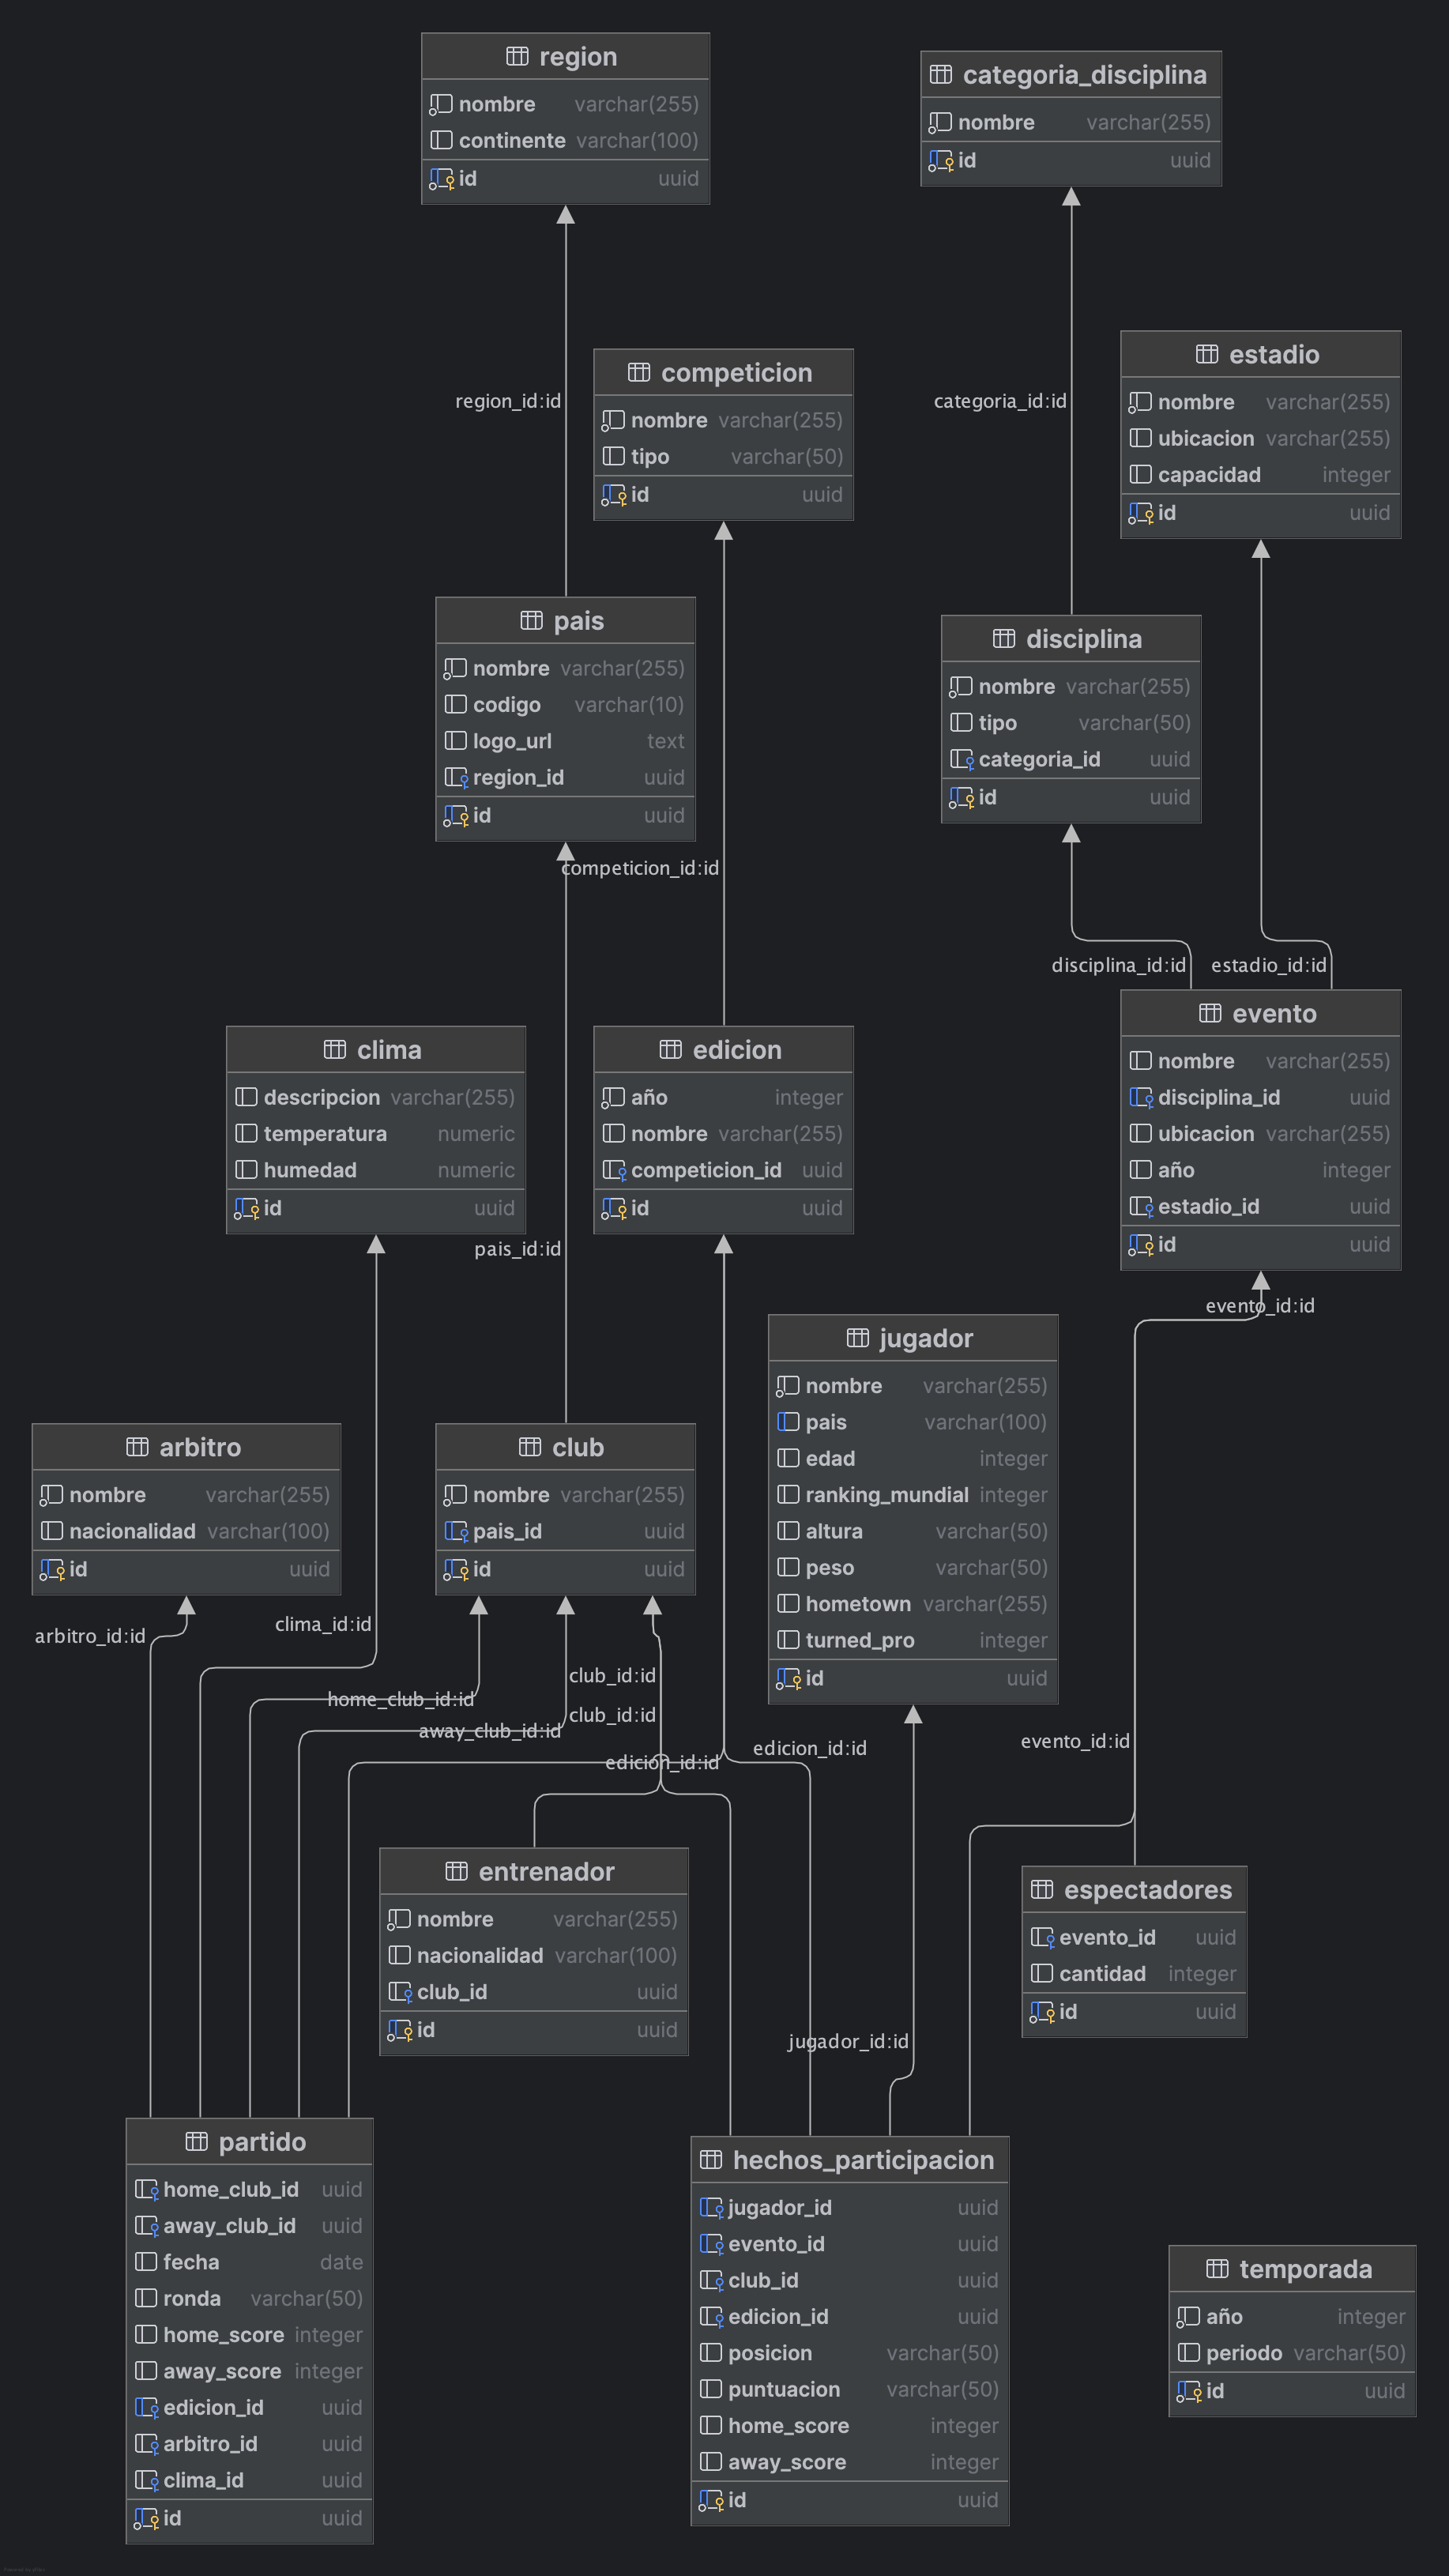 region
nombre varchar(255)
continente varchar(100)
id uuid
categoria_disciplina
nombre varchar(255)
id uuid
region_id:id
competicion
nombre varchar(255)
tipo varchar(50)
id uuid
categoria_id:id
estadio
nombre varchar(255)
ubicacion varchar(255)
capacidad integer
id uuid
pais
nombre varchar(255)
codigo varchar(10)
logo_url text
region_id uuid
id uuid
disciplina
nombre varchar(255)
tipo varchar(50)
categoria_id uuid
id uuid
competicion_id:id
disciplina_id:id
estadio_id:id
clima
descripcion varchar(255)
temperatura numeric
humedad numeric
id uuid
edicion
año integer
nombre varchar(255)
competicion_id uuid
id uuid
evento
nombre varchar(255)
disciplina_id uuid
ubicacion varchar(255)
año integer
estadio_id uuid
id uuid
pais_id:id
evento_id:id
jugador
nombre varchar(255)
pais varchar(100)
edad integer
ranking_mundial integer
altura varchar(50)
peso varchar(50)
hometown varchar(255)
turned_pro integer
id uuid
arbitro
nombre varchar(255)
nacionalidad varchar(100)
id uuid
club
nombre varchar(255)
pais_id uuid
id uuid
arbitro_id:id
clima_id:id
home_club_id:id
away_club_id:id
club_id:id
club_id:id
edicion_id:id
edicion_id:id
evento_id:id
entrenador
nombre varchar(255)
nacionalidad varchar(100)
club_id uuid
id uuid
espectadores
evento_id uuid
cantidad integer
id uuid
jugador_id:id
partido
home_club_id uuid
away_club_id uuid
fecha date
ronda varchar(50)
home_score integer
away_score integer
edicion_id uuid
arbitro_id uuid
clima_id uuid
id uuid
hechos_participacion
jugador_id uuid
evento_id uuid
club_id uuid
edicion_id uuid
posicion varchar(50)
puntuacion varchar(50)
home_score integer
away_score integer
id uuid
temporada
año integer
periodo varchar(50)
id uuid